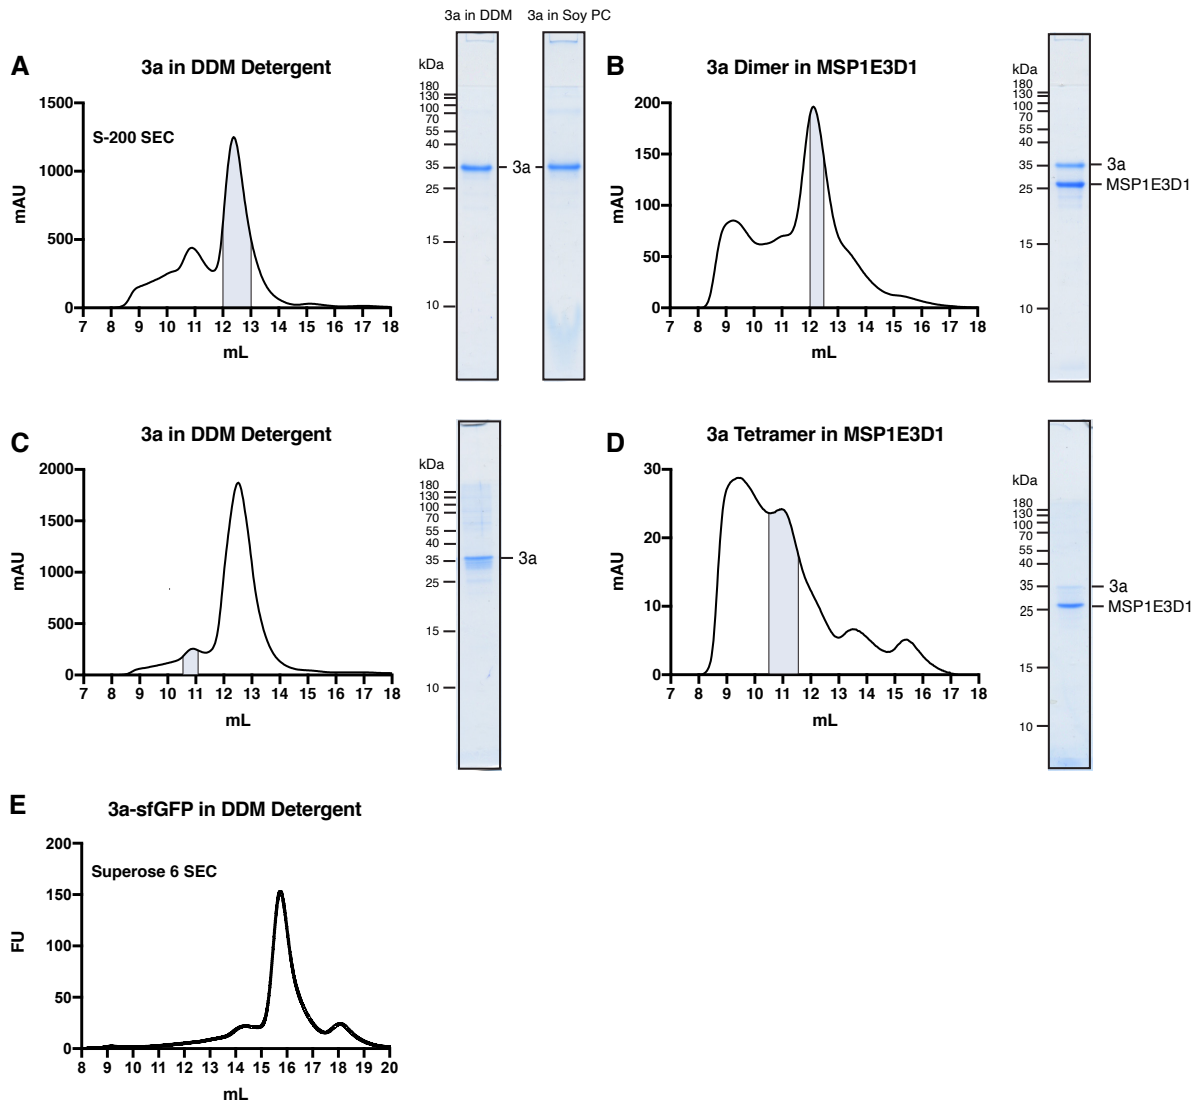 3a in DDM 3a in Soy PC
A
3a in DDM Detergent
kDa
S-200 SEC
mAU
1500
1000
500
0
7 8 9 10 11 12 13 14 15 16 17 18
mL
180
130
100
70
55
40
35
25
15
10
3a
B
3a Dimer in MSP1E3D1
kDa
mAU
200
150
100
50
0
7 8 9 10 11 12 13 14 15 16 17 18
mL
180
130
100
70
55
40
35
25
15
10
3a
MSP1E3D1
C
3a in DDM Detergent
kDa
mAU
2000
1500
1000
500
0
7 8 9 10 11 12 13 14 15 16 17 18
mL
180
130
100
70
55
40
35
25
15
10
3a
D
3a Tetramer in MSP1E3D1
kDa
mAU
30
20
10
0
7 8 9 10 11 12 13 14 15 16 17 18
mL
180
130
100
70
55
40
35
25
15
10
3a
MSP1E3D1
E
3a-sfGFP in DDM Detergent
Superose 6 SEC
FU
200
150
100
50
0
8 9 10 11 12 13 14 15 16 17 18 19 20
mL